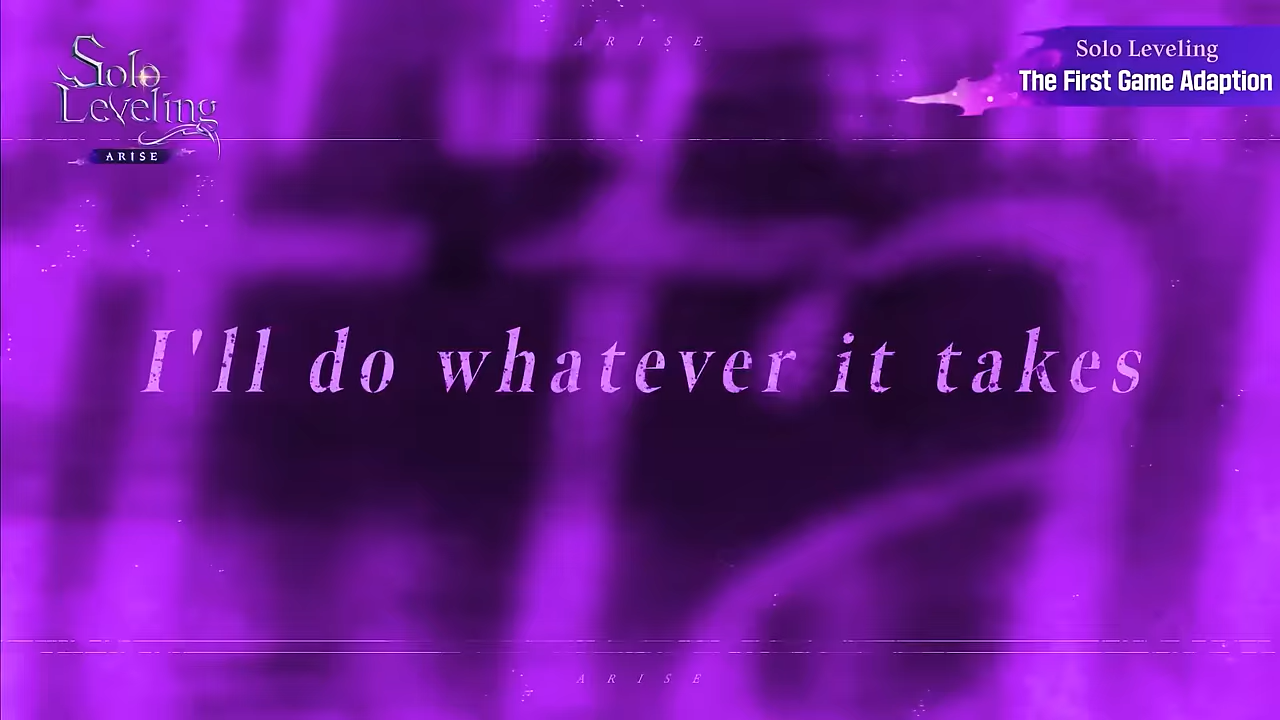 ARISE
Solo Leveling
The First Game Adaption
Solo
Leveling
ARISE
I'll do whatever it takes
ARISE